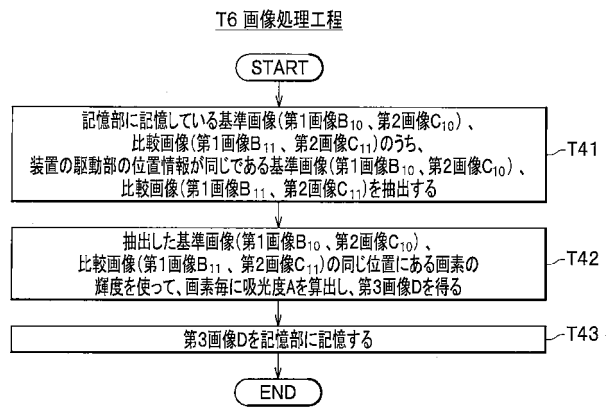 T6 画像処理工程
START
記憶部に記憶している基準画像(第1画像B₁₀、第2画像C₁₀)、
比較画像(第1画像B₁₁、第2画像C₁₁)のうち、
装置の駆動部の位置情報が同じである基準画像(第1画像B₁₀、第2画像C₁₀)、
比較画像(第1画像B₁₁、第2画像C₁₁)を抽出する
T41
抽出した基準画像(第1画像B₁₀、第2画像C₁₀)、
比較画像(第1画像B₁₁、第2画像C₁₁)の同じ位置にある画素の
輝度を使って、画素毎に吸光度Aを算出し、第3画像Dを得る
T42
第3画像Dを記憶部に記憶する
T43
END